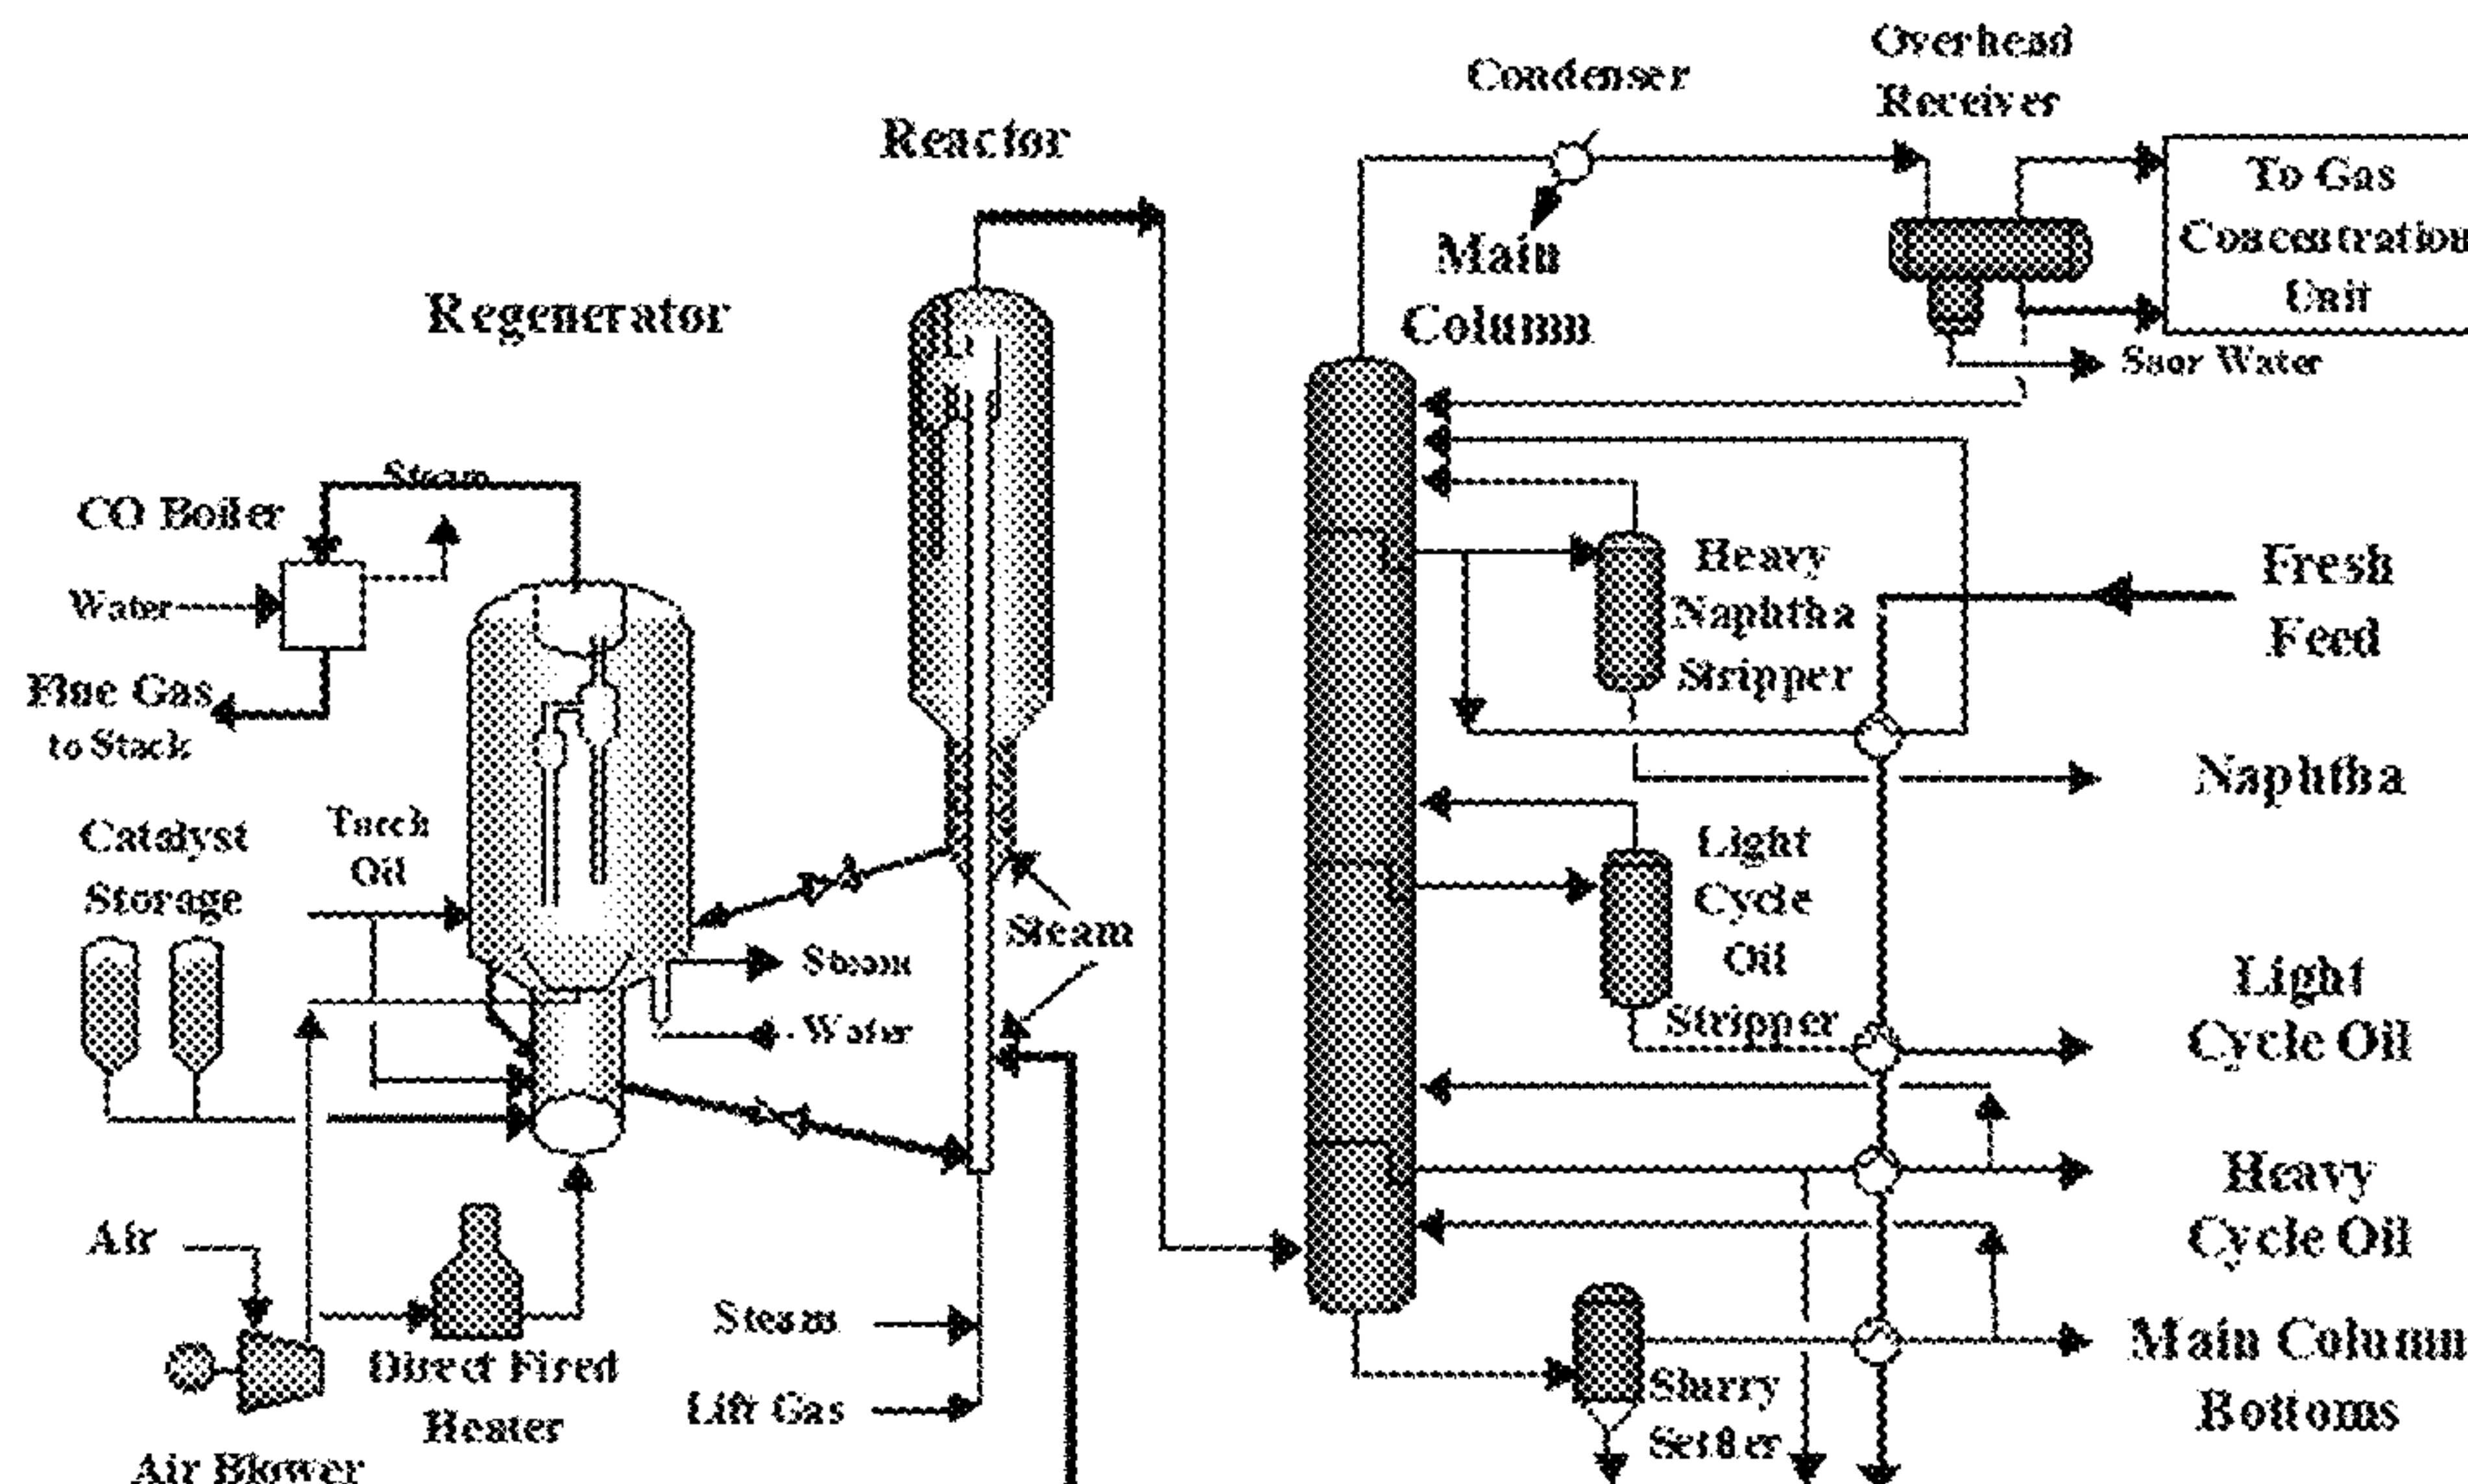 Overhead
Receiver
Condenser
Reactor
To Gas
Concentration
Unit
Main
Column
Regenerator
Sour Water
Steam
CO Boiler
Water
Flue Gas
to Stack
Heavy
Naphtha
Stripper
Fresh
Feed
Naphtha
Catalyst
Storage
Torch
Oil
Light
Cycle
Oil
Stripper
Steam
Steam
Water
Light
Cycle Oil
Heavy
Cycle Oil
Air
Steam
Lift Gas
Direct Fired
Heater
Air Blower
Slurry
Settler
Main Column
Bottoms